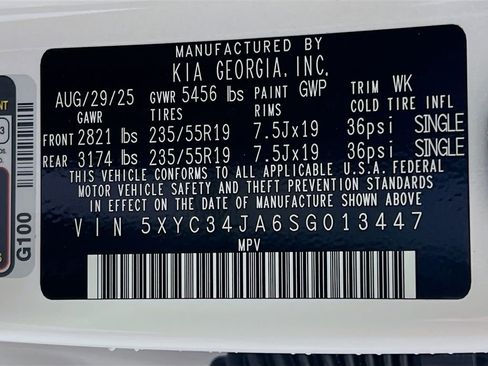 MANUFACTURED BY
KIA GEORGIA, INC.
AUG/29/25 GVWR 5456 lbs PAINT GWP TRIM WK
GAWR TIRES RIMS COLD TIRE INFL
FRONT 2821 lbs 235/55R19 7.5Jx19 36psi SINGLE
REAR 3174 lbs 235/55R19 7.5Jx19 36psi SINGLE
THIS VEHICLE CONFORMS TO ALL APPLICABLE U.S.A. FEDERAL
MOTOR VEHICLE SAFETY AND THEFT PREVENTION STANDARDS
IN EFFECT ON THE DATE OF MANUFACTURE SHOWN ABOVE.
VIN 5XYC34JA6SG013447
MPV
G100